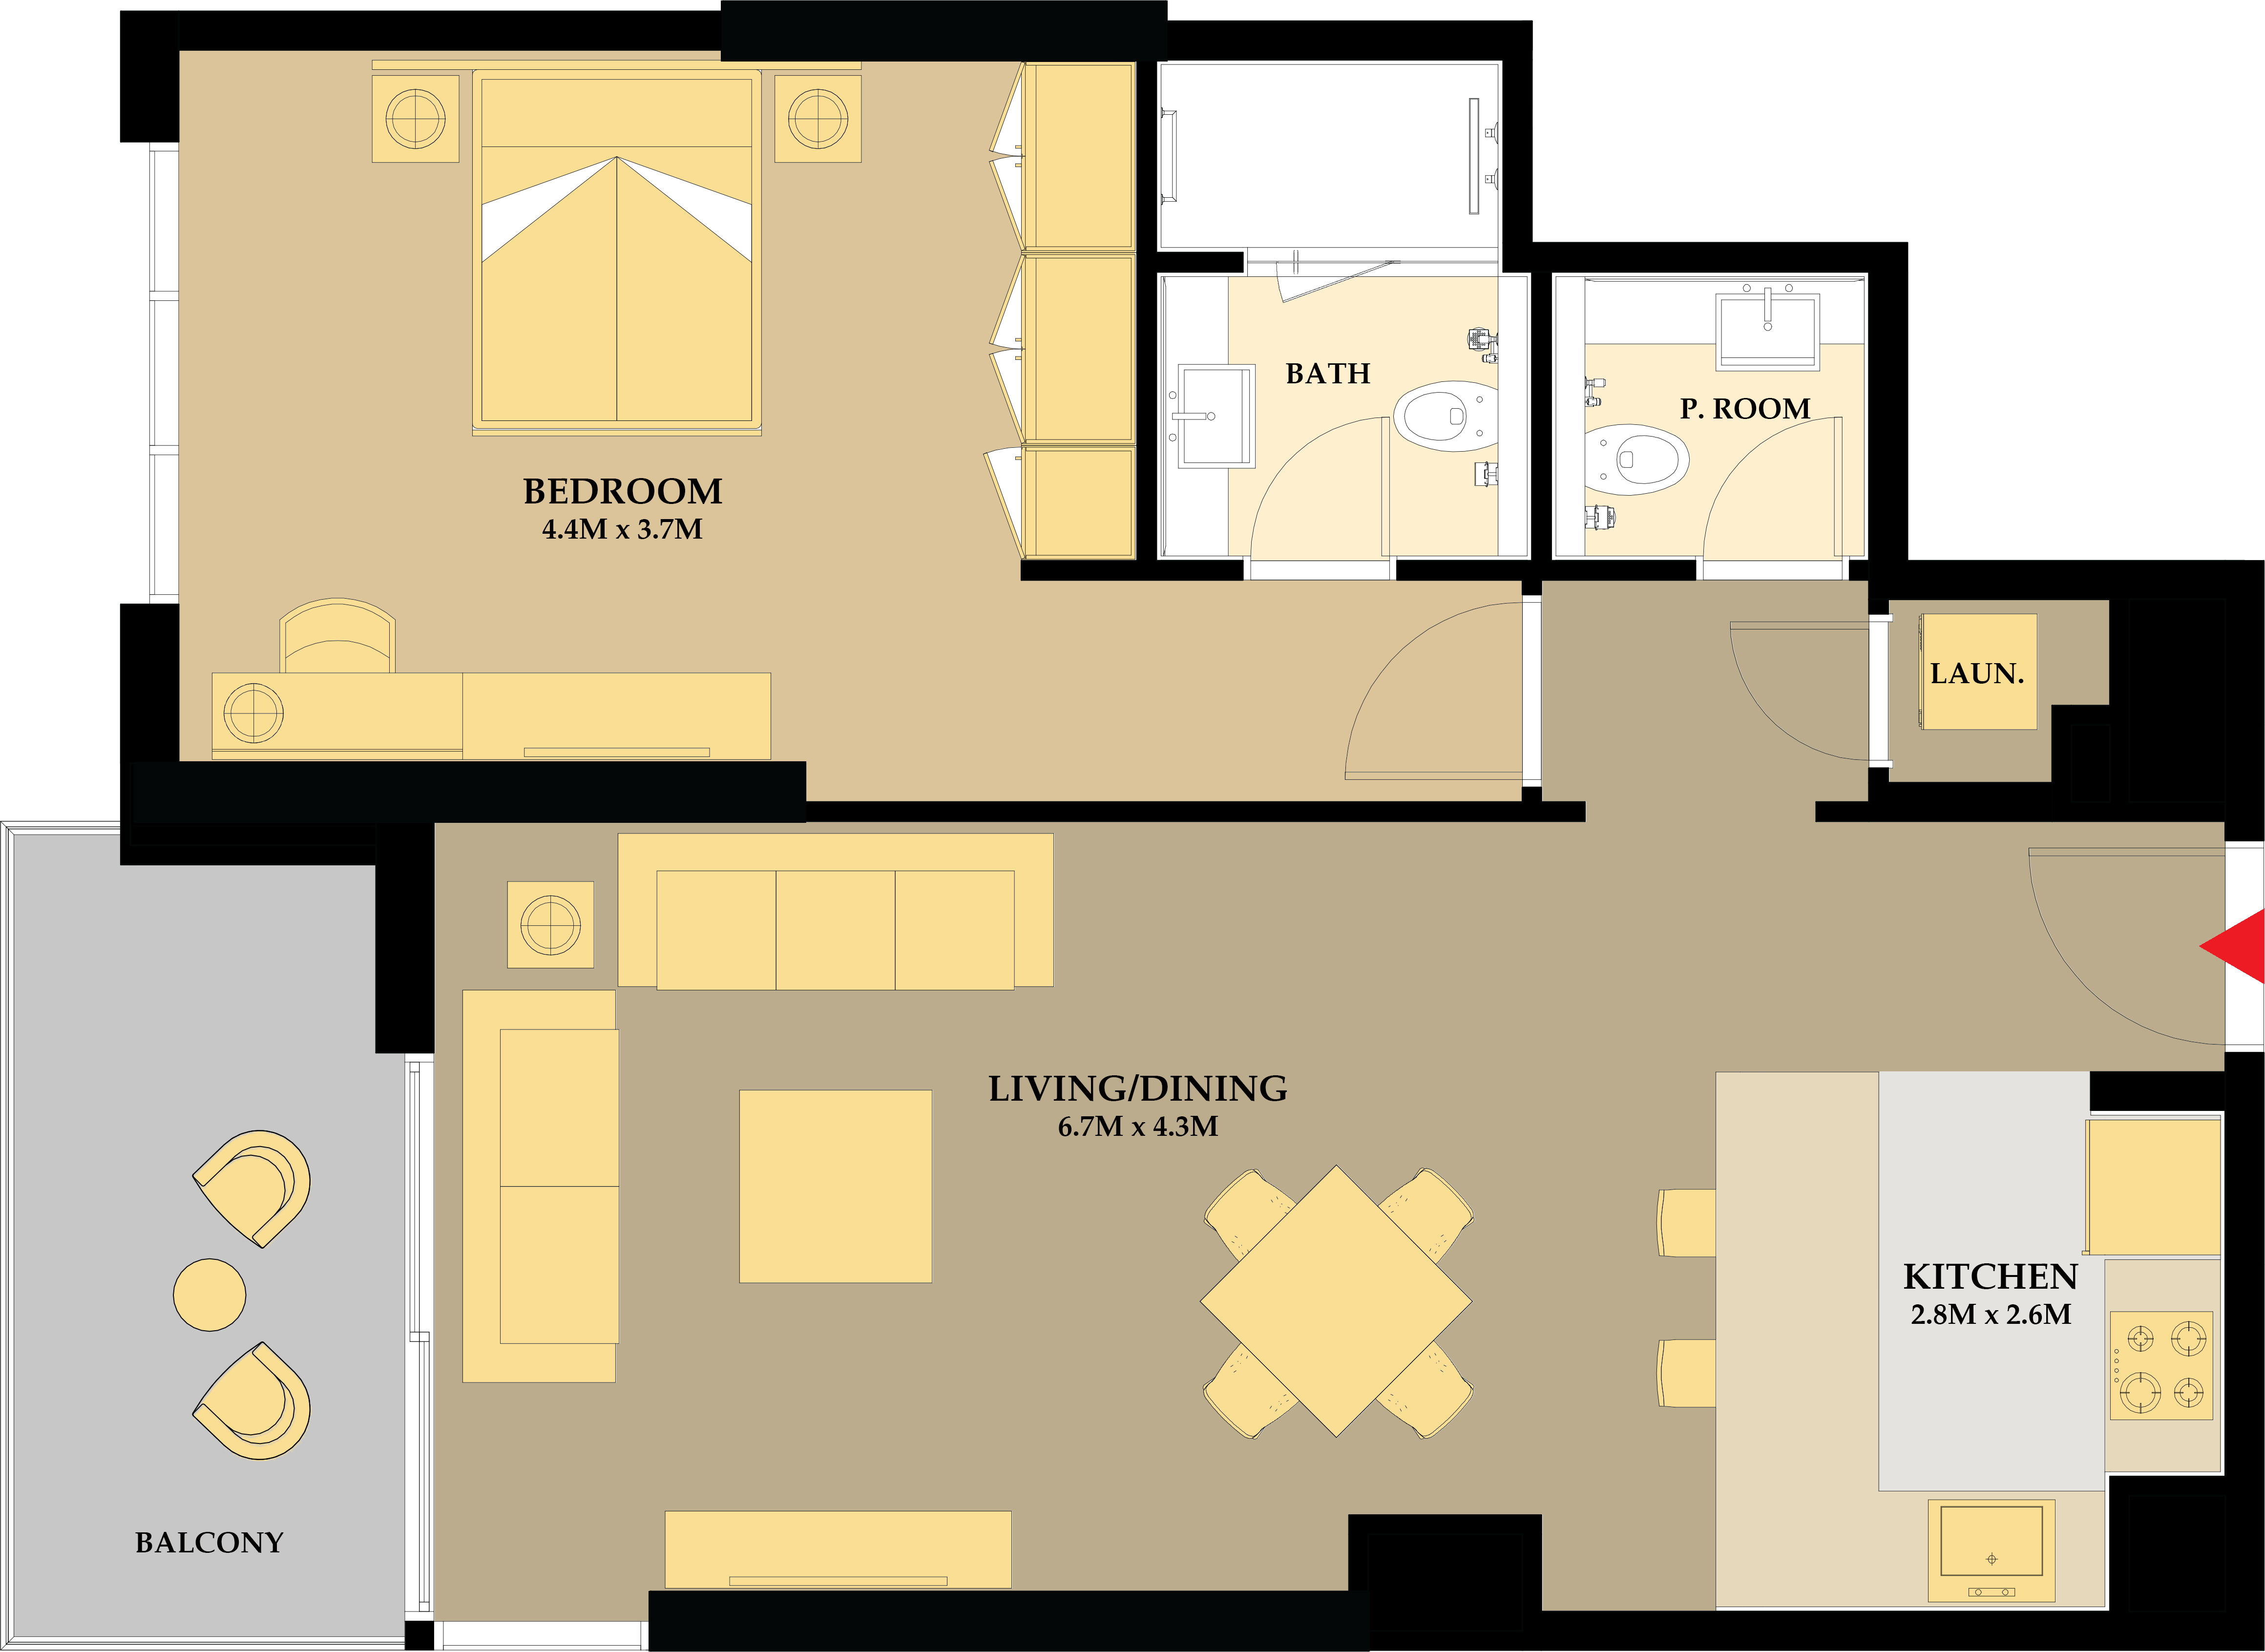 BATH
P. ROOM
BEDROOM
4.4M x 3.7M
LAUN.
LIVING/DINING
6.7M x 4.3M
KITCHEN
2.8M x 2.6M
BALCONY